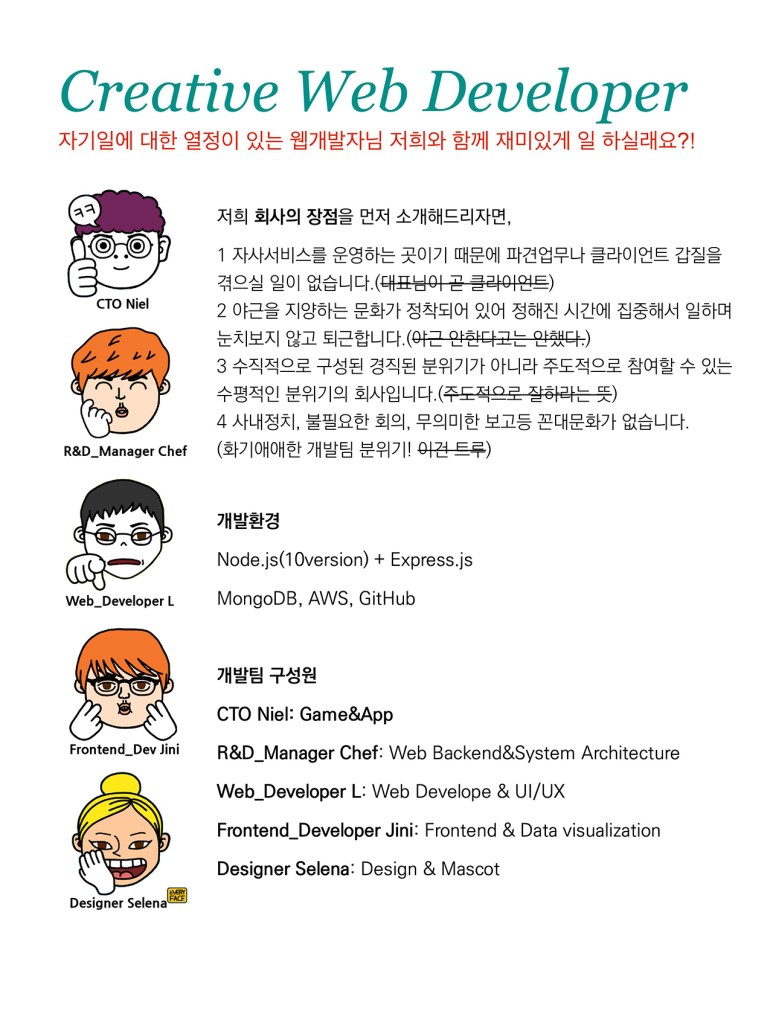 Creative Web Developer
자기일에 대한 열정이 있는 웹개발자님 저희와 함께 재미있게 일 하실래요?!
ㅋㅋ
CTO Niel
R&D_Manager Chef
Web_Developer L
Frontend_Dev Jini
Designer Selena
EVERY
FACE
저희 회사의 장점을 먼저 소개해드리자면,
1 자사서비스를 운영하는 곳이기 때문에 파견업무나 클라이언트 갑질을
겪으실 일이 없습니다.(대표님이 곧 클라이언트)
2 야근을 지양하는 문화가 정착되어 있어 정해진 시간에 집중해서 일하며
눈치보지 않고 퇴근합니다.(야근 안한다고는 안했다.)
3 수직적으로 구성된 경직된 분위기가 아니라 주도적으로 참여할 수 있는
수평적인 분위기의 회사입니다.(주도적으로 잘하라는 뜻)
4 사내정치, 불필요한 회의, 무의미한 보고등 꼰대문화가 없습니다.
(화기애애한 개발팀 분위기! 이건 트루)
개발환경
Node.js(10version) + Express.js
MongoDB, AWS, GitHub
개발팀 구성원
CTO Niel: Game&App
R&D_Manager Chef: Web Backend&System Architecture
Web_Developer L: Web Develope & UI/UX
Frontend_Developer Jini: Frontend & Data visualization
Designer Selena: Design & Mascot